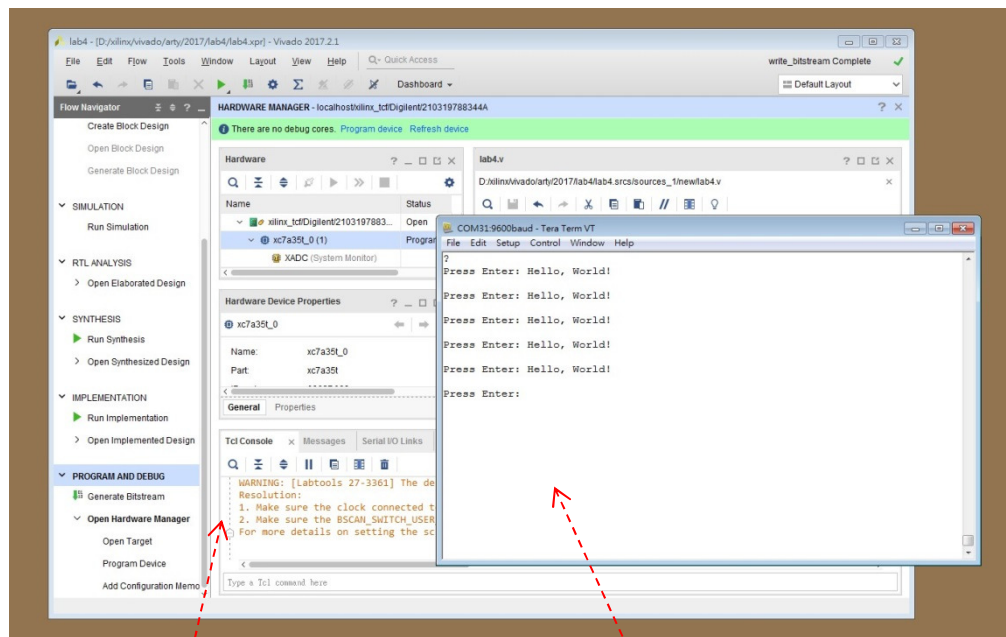 lab4 - [D:/xilinx/vivado/arty/2017/lab4/lab4.xpr] - Vivado 2017.2.1
File Edit Flow Tools Window Layout View Help Quick Access
write_bitstream Complete
Dashboard
Default Layout
Flow Navigator
HARDWARE MANAGER - localhost/xilinx_tcf/Digilent/210319788344A
Create Block Design
Open Block Design
Generate Block Design
SIMULATION
Run Simulation
RTL ANALYSIS
Open Elaborated Design
SYNTHESIS
Run Synthesis
Open Synthesized Design
IMPLEMENTATION
Run Implementation
Open Implemented Design
PROGRAM AND DEBUG
Generate Bitstream
Open Hardware Manager
Open Target
Program Device
Add Configuration Memo
There are no debug cores. Program device Refresh device
Hardware
Name Status
xilinx_tcf/Digilent/2103197883... Open
xc7a35t_0 (1) Program
XADC (System Monitor)
Hardware Device Properties
xc7a35t_0
Name: xc7a35t_0
Part: xc7a35t
General Properties
Tcl Console Messages Serial I/O Links
WARNING: [Labtools 27-3361] The de
Resolution:
1. Make sure the clock connected t
2. Make sure the BSCAN_SWITCH_USER
For more details on setting the sc
Type a Tcl command here
lab4.v
D:/xilinx/vivado/arty/2017/lab4/lab4.srcs/sources_1/new/lab4.v
COM31:9600baud - Tera Term VT
File Edit Setup Control Window Help
?
Press Enter: Hello, World!
Press Enter: Hello, World!
Press Enter: Hello, World!
Press Enter: Hello, World!
Press Enter: Hello, World!
Press Enter: